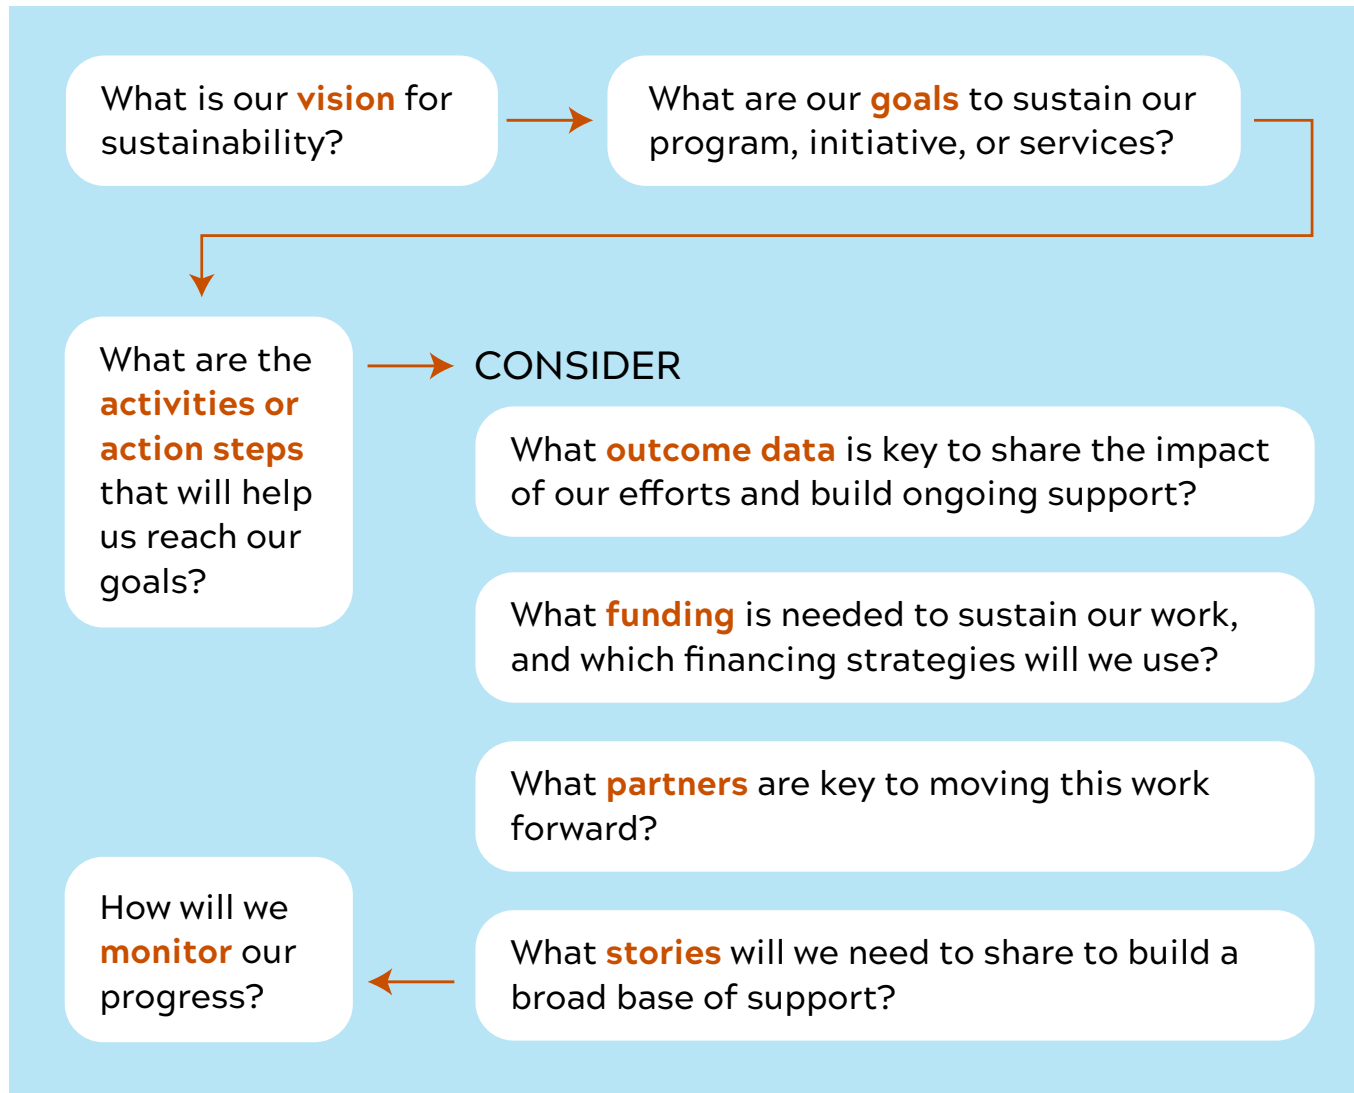 What is our vision for
sustainability?
What are our goals to sustain our
program, initiative, or services?
What are the
activities or
action steps
that will help
us reach our
goals?
CONSIDER
What outcome data is key to share the impact
of our efforts and build ongoing support?
What funding is needed to sustain our work,
and which financing strategies will we use?
What partners are key to moving this work
forward?
What stories will we need to share to build a
broad base of support?
How will we
monitor our
progress?